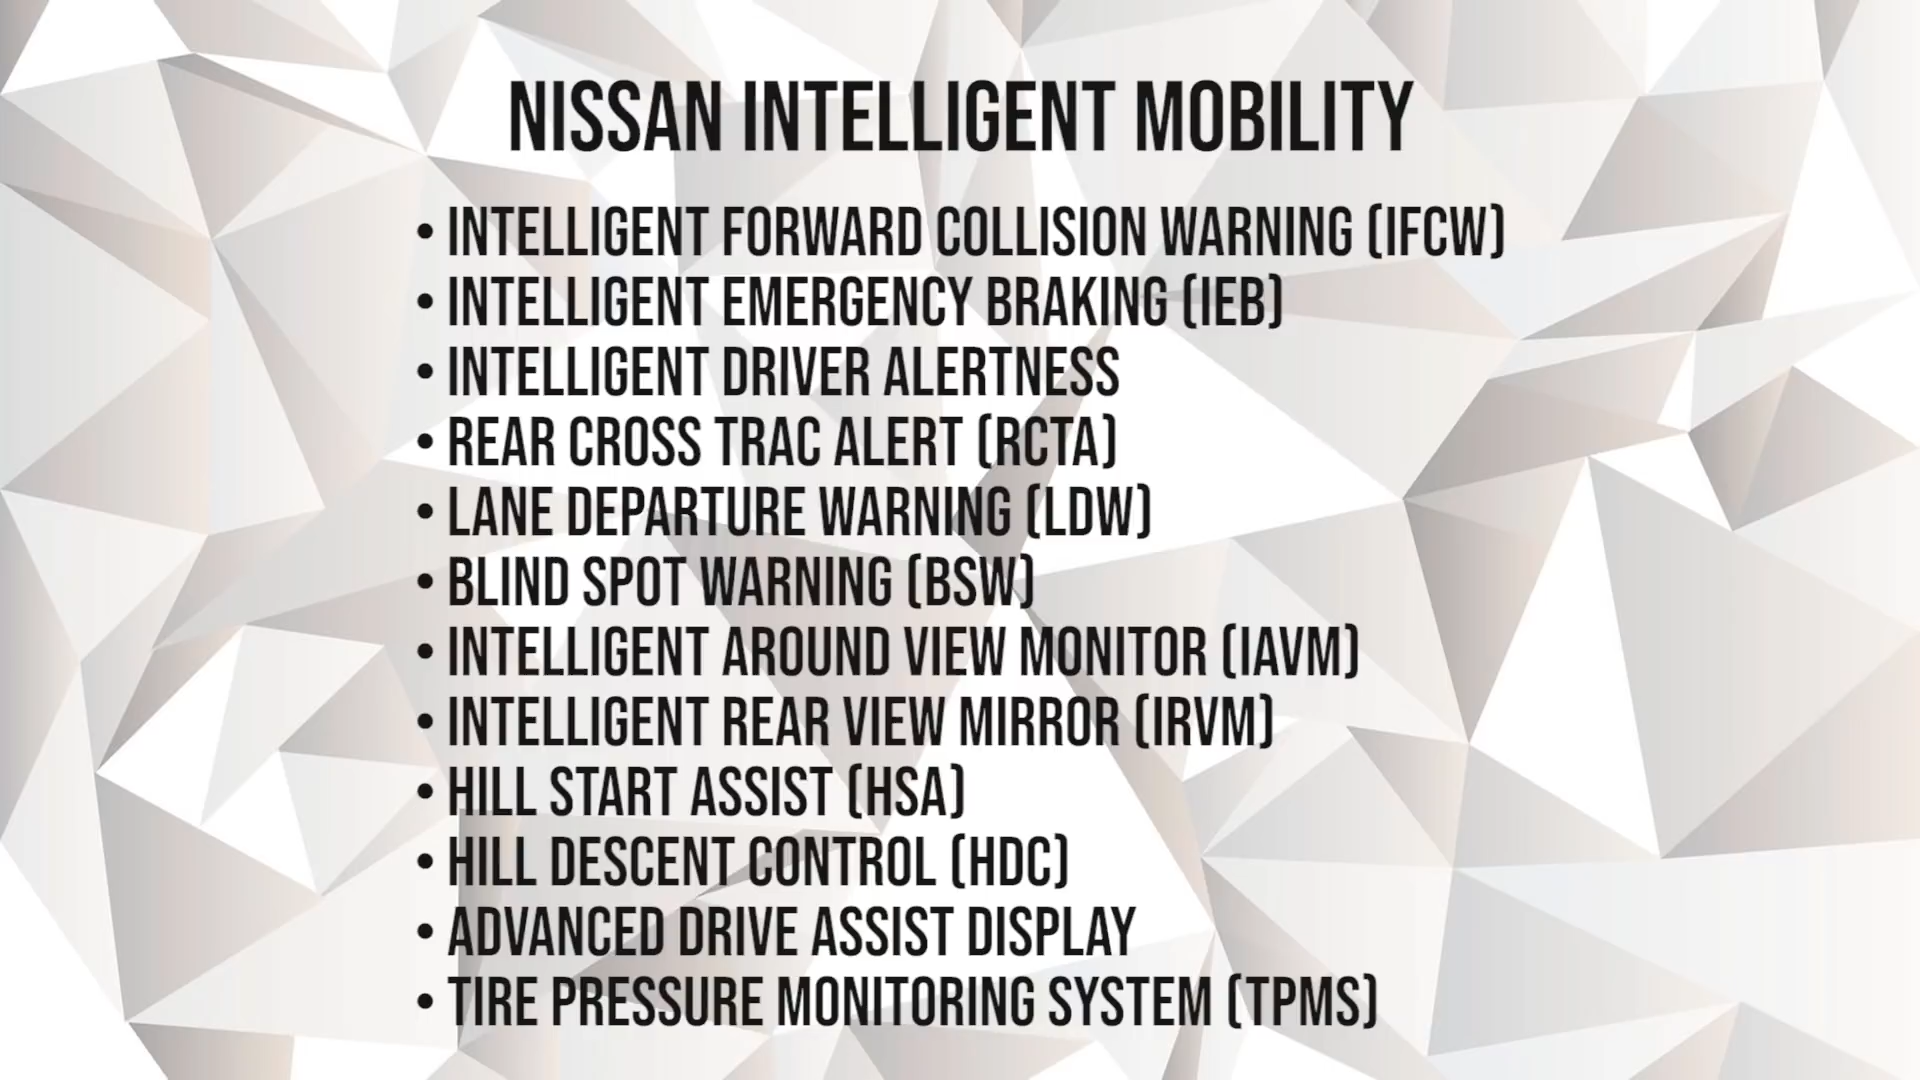 NISSAN INTELLIGENT MOBILITY
• INTELLIGENT FORWARD COLLISION WARNING (IFCW)
• INTELLIGENT EMERGENCY BRAKING (IEB)
• INTELLIGENT DRIVER ALERTNESS
• REAR CROSS TRAC ALERT (RCTA)
• LANE DEPARTURE WARNING (LDW)
• BLIND SPOT WARNING (BSW)
• INTELLIGENT AROUND VIEW MONITOR (IAVM)
• INTELLIGENT REAR VIEW MIRROR (IRVM)
• HILL START ASSIST (HSA)
• HILL DESCENT CONTROL (HDC)
• ADVANCED DRIVE ASSIST DISPLAY
• TIRE PRESSURE MONITORING SYSTEM (TPMS)